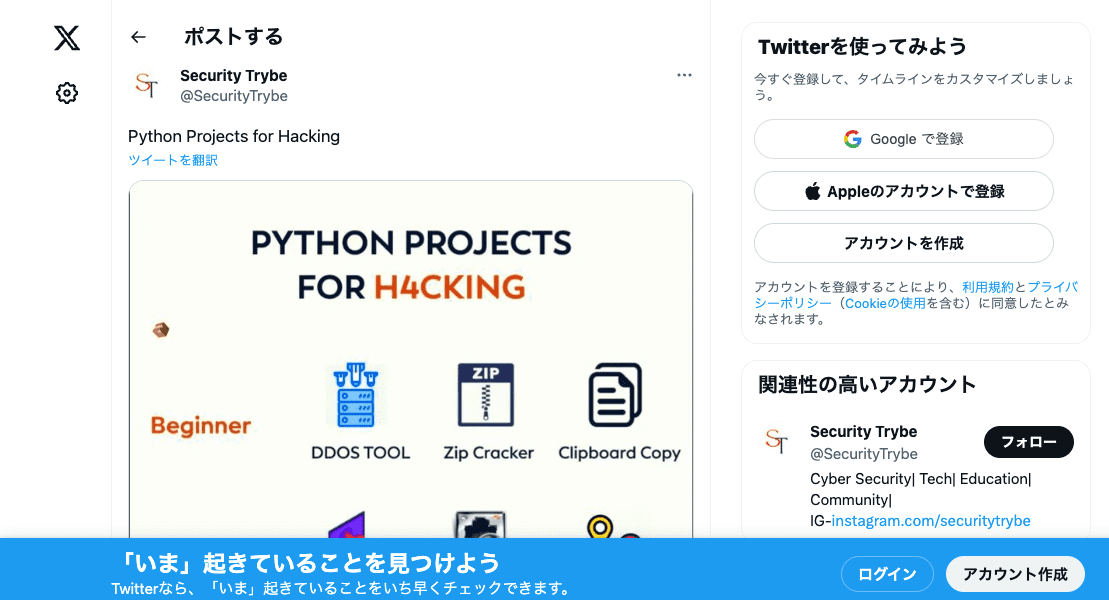 ポストする
Security Trybe
@SecurityTrybe
Python Projects for Hacking
ツイートを翻訳
PYTHON PROJECTS
FOR H4CKING
Beginner
DDOS TOOL
ZIP
Zip Cracker
Clipboard Copy
Twitterを使ってみよう
今すぐ登録して、タイムラインをカスタマイズしましょ
う。
Google で登録
Appleのアカウントで登録
アカウントを作成
アカウントを登録することにより、利用規約とプライバ
シーポリシー（Cookieの使用を含む）に同意したとみ
なされます。
関連性の高いアカウント
Security Trybe
@SecurityTrybe
フォロー
Cyber Security| Tech| Education|
Community|
IG-instagram.com/securitytrybe
「いま」起きていることを見つけよう
Twitterなら、「いま」起きていることをいち早くチェックできます。
ログイン
アカウント作成